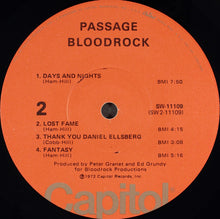 PASSAGE
BLOODROCK
1. DAYS AND NIGHTS
(Ham-Hill) BMI 7:50
2 SW-11109
(SW 2-11109)
2. LOST FAME
(Ham-Hill) BMI 4:15
3. THANK YOU DANIEL ELLSBERG
(Cobb-Hill) BMI 3:08
4. FANTASY
(Ham-Hill) BMI 5:16
Produced by Peter Granet and Ed Grundy
for Bloodrock Productions
℗1972 Capitol Records, Inc.
Capitol